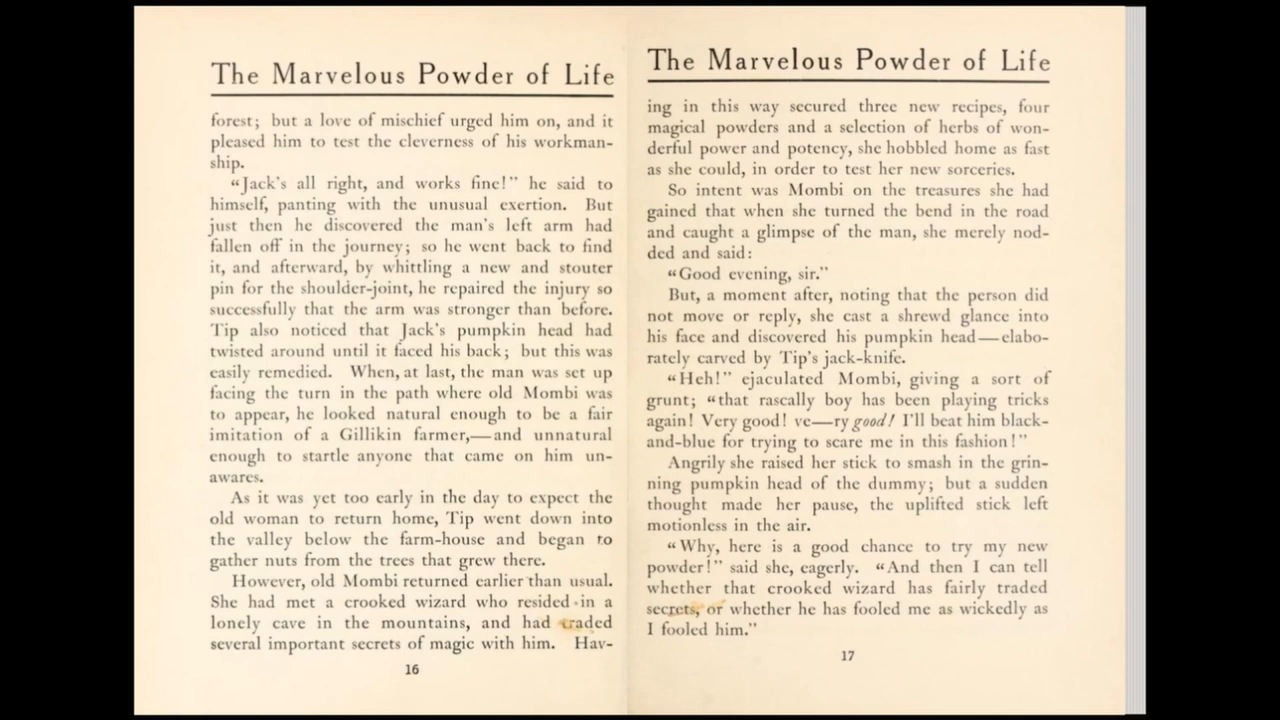 The Marvelous Powder of Life
forest; but a love of mischief urged him on, and it
pleased him to test the cleverness of his workman-
ship.
“Jack's all right, and works fine!” he said to
himself, panting with the unusual exertion. But
just then he discovered the man's left arm had
fallen off in the journey; so he went back to find
it, and afterward, by whittling a new and stouter
pin for the shoulder-joint, he repaired the injury so
successfully that the arm was stronger than before.
Tip also noticed that Jack's pumpkin head had
twisted around until it faced his back; but this was
easily remedied. When, at last, the man was set up
facing the turn in the path where old Mombi was
to appear, he looked natural enough to be a fair
imitation of a Gillikin farmer,—and unnatural
enough to startle anyone that came on him un-
awares.
As it was yet too early in the day to expect the
old woman to return home, Tip went down into
the valley below the farm-house and began to
gather nuts from the trees that grew there.
However, old Mombi returned earlier than usual.
She had met a crooked wizard who resided in a
lonely cave in the mountains, and had traded
several important secrets of magic with him. Hav-
16
The Marvelous Powder of Life
ing in this way secured three new recipes, four
magical powders and a selection of herbs of won-
derful power and potency, she hobbled home as fast
as she could, in order to test her new sorceries.
So intent was Mombi on the treasures she had
gained that when she turned the bend in the road
and caught a glimpse of the man, she merely nod-
ded and said:
“Good evening, sir.”
But, a moment after, noting that the person did
not move or reply, she cast a shrewd glance into
his face and discovered his pumpkin head—elabo-
rately carved by Tip's jack-knife.
“Heh!” ejaculated Mombi, giving a sort of
grunt; “that rascally boy has been playing tricks
again! Very good! ve—ry good! I'll beat him black-
and-blue for trying to scare me in this fashion!”
Angrily she raised her stick to smash in the grin-
ning pumpkin head of the dummy; but a sudden
thought made her pause, the uplifted stick left
motionless in the air.
“Why, here is a good chance to try my new
powder!” said she, eagerly. “And then I can tell
whether that crooked wizard has fairly traded
secrets, or whether he has fooled me as wickedly as
I fooled him.”
17